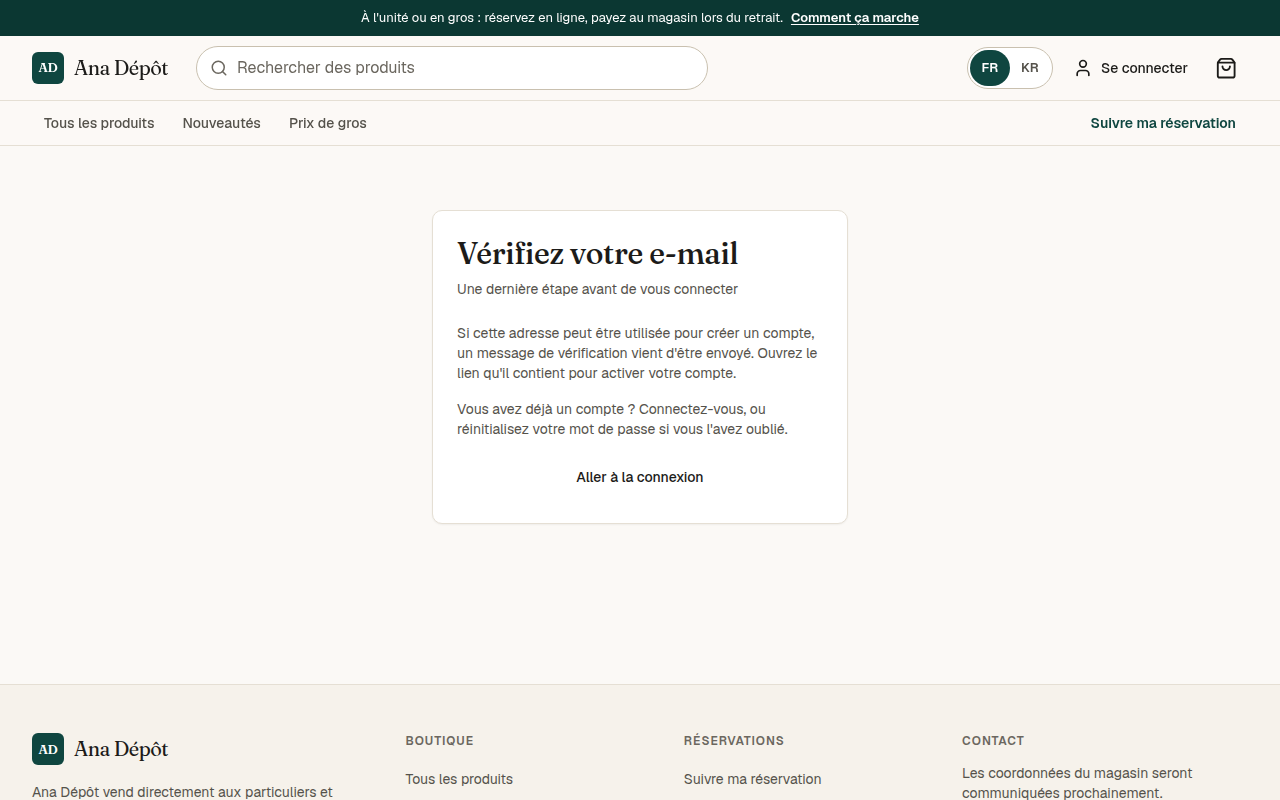 À l'unité ou en gros : réservez en ligne, payez au magasin lors du retrait. Comment ça marche
AD Ana Dépôt
Rechercher des produits
FR KR
Se connecter
Tous les produits
Nouveautés
Prix de gros
Suivre ma réservation
Vérifiez votre e-mail
Une dernière étape avant de vous connecter
Si cette adresse peut être utilisée pour créer un compte,
un message de vérification vient d'être envoyé. Ouvrez le
lien qu'il contient pour activer votre compte.
Vous avez déjà un compte ? Connectez-vous, ou
réinitialisez votre mot de passe si vous l'avez oublié.
Aller à la connexion
AD Ana Dépôt
Ana Dépôt vend directement aux particuliers et
BOUTIQUE
Tous les produits
RÉSERVATIONS
Suivre ma réservation
CONTACT
Les coordonnées du magasin seront
communiquées prochainement.